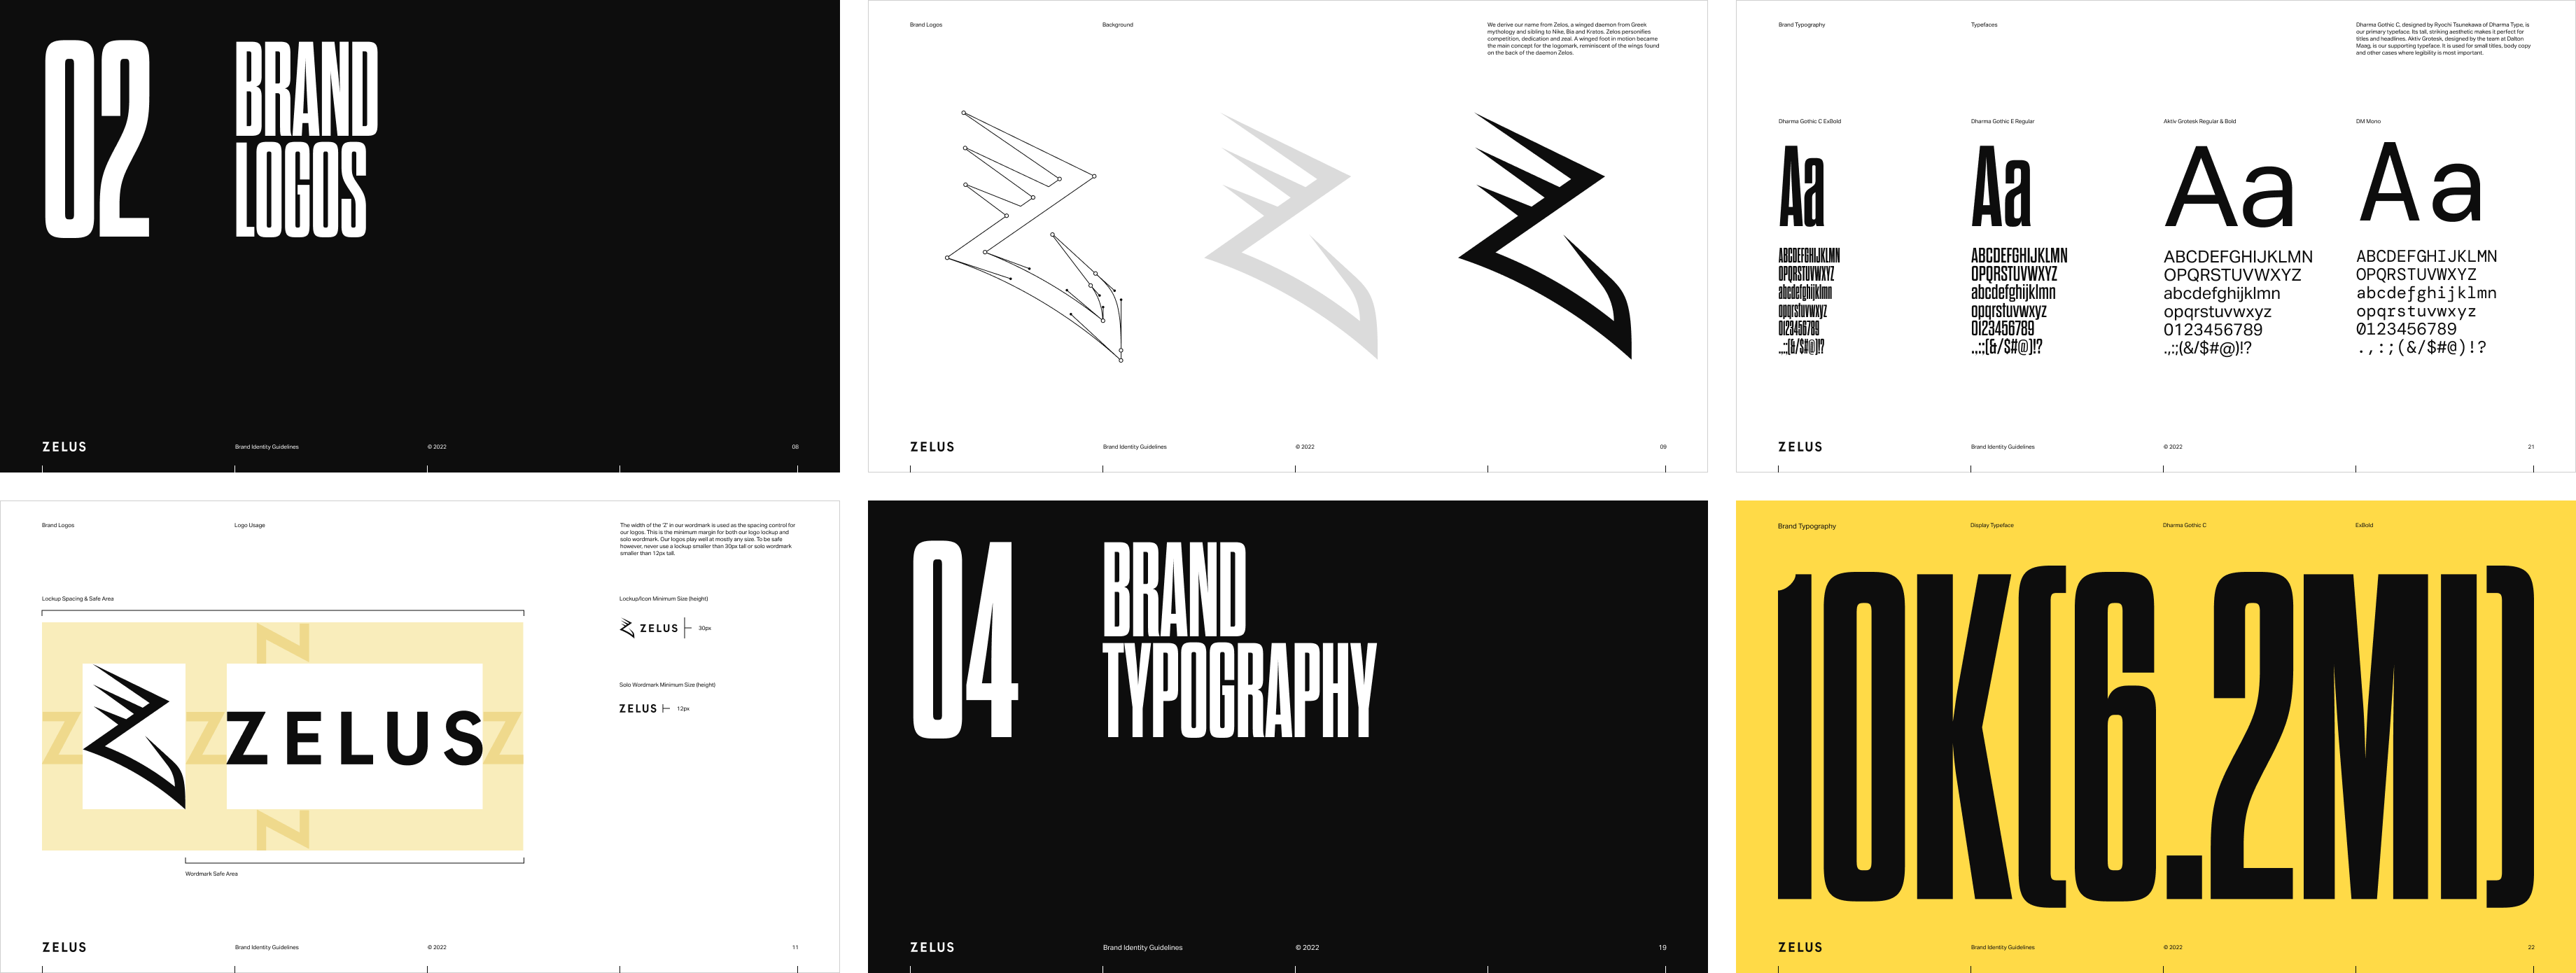 02
BRAND
LOGOS
ZELUS
Brand Identity Guidelines
© 2022
08
Brand Logos
Background
We derive our name from Zelos, a winged daemon from Greek
mythology and sibling to Nike, Bia and Kratos. Zelos personifies
competition, dedication and zeal. A winged foot in motion became
the main concept for the logomark, reminiscent of the wings found
on the back of the daemon Zelos.
ZELUS
Brand Identity Guidelines
© 2022
09
Brand Typography
Typefaces
Dharma Gothic C, designed by Ryochi Tsunekawa of Dharma Type, is
our primary typeface. Its tall, striking aesthetic makes it perfect for
titles and headlines. Aktiv Grotesk, designed by the team at Dalton
Maag, is our supporting typeface. It is used for small titles, body copy
and other cases where legibility is most important.
Dharma Gothic C ExBold
Aa
ABCDEFGHIJKLMN
OPQRSTUVWXYZ
abcdefghijklmn
opqrstuvwxyz
0123456789
.,:;(&/$#@)!?
Dharma Gothic E Regular
Aa
ABCDEFGHIJKLMN
OPQRSTUVWXYZ
abcdefghijklmn
opqrstuvwxyz
0123456789
.,:;(&/$#@)!?
Aktiv Grotesk Regular & Bold
Aa
ABCDEFGHIJKLMN
OPQRSTUVWXYZ
abcdefghijklmn
opqrstuvwxyz
0123456789
.,:;(&/$#@)!?
DM Mono
Aa
ABCDEFGHIJKLMN
OPQRSTUVWXYZ
abcdefghijklmn
opqrstuvwxyz
0123456789
.,:;(&/$#@)!?
ZELUS
Brand Identity Guidelines
© 2022
21
Brand Logos
Logo Usage
The width of the 'Z' in our wordmark is used as the spacing control for
our logos. This is the minimum margin for both our logo lockup and
solo wordmark. Our logos play well at mostly any size. To be safe
however, never use a lockup smaller than 30px tall or solo wordmark
smaller than 12px tall.
Lockup Spacing & Safe Area
Z
Z
Z
ZELUS
Z
Z
Wordmark Safe Area
Lockup/Icon Minimum Size (height)
ZELUS
30px
Solo Wordmark Minimum Size (height)
ZELUS
12px
ZELUS
Brand Identity Guidelines
© 2022
11
04
BRAND
TYPOGRAPHY
ZELUS
Brand Identity Guidelines
© 2022
19
Brand Typography
Display Typeface
Dharma Gothic C
ExBold
10K(6.2MI)
ZELUS
Brand Identity Guidelines
© 2022
22